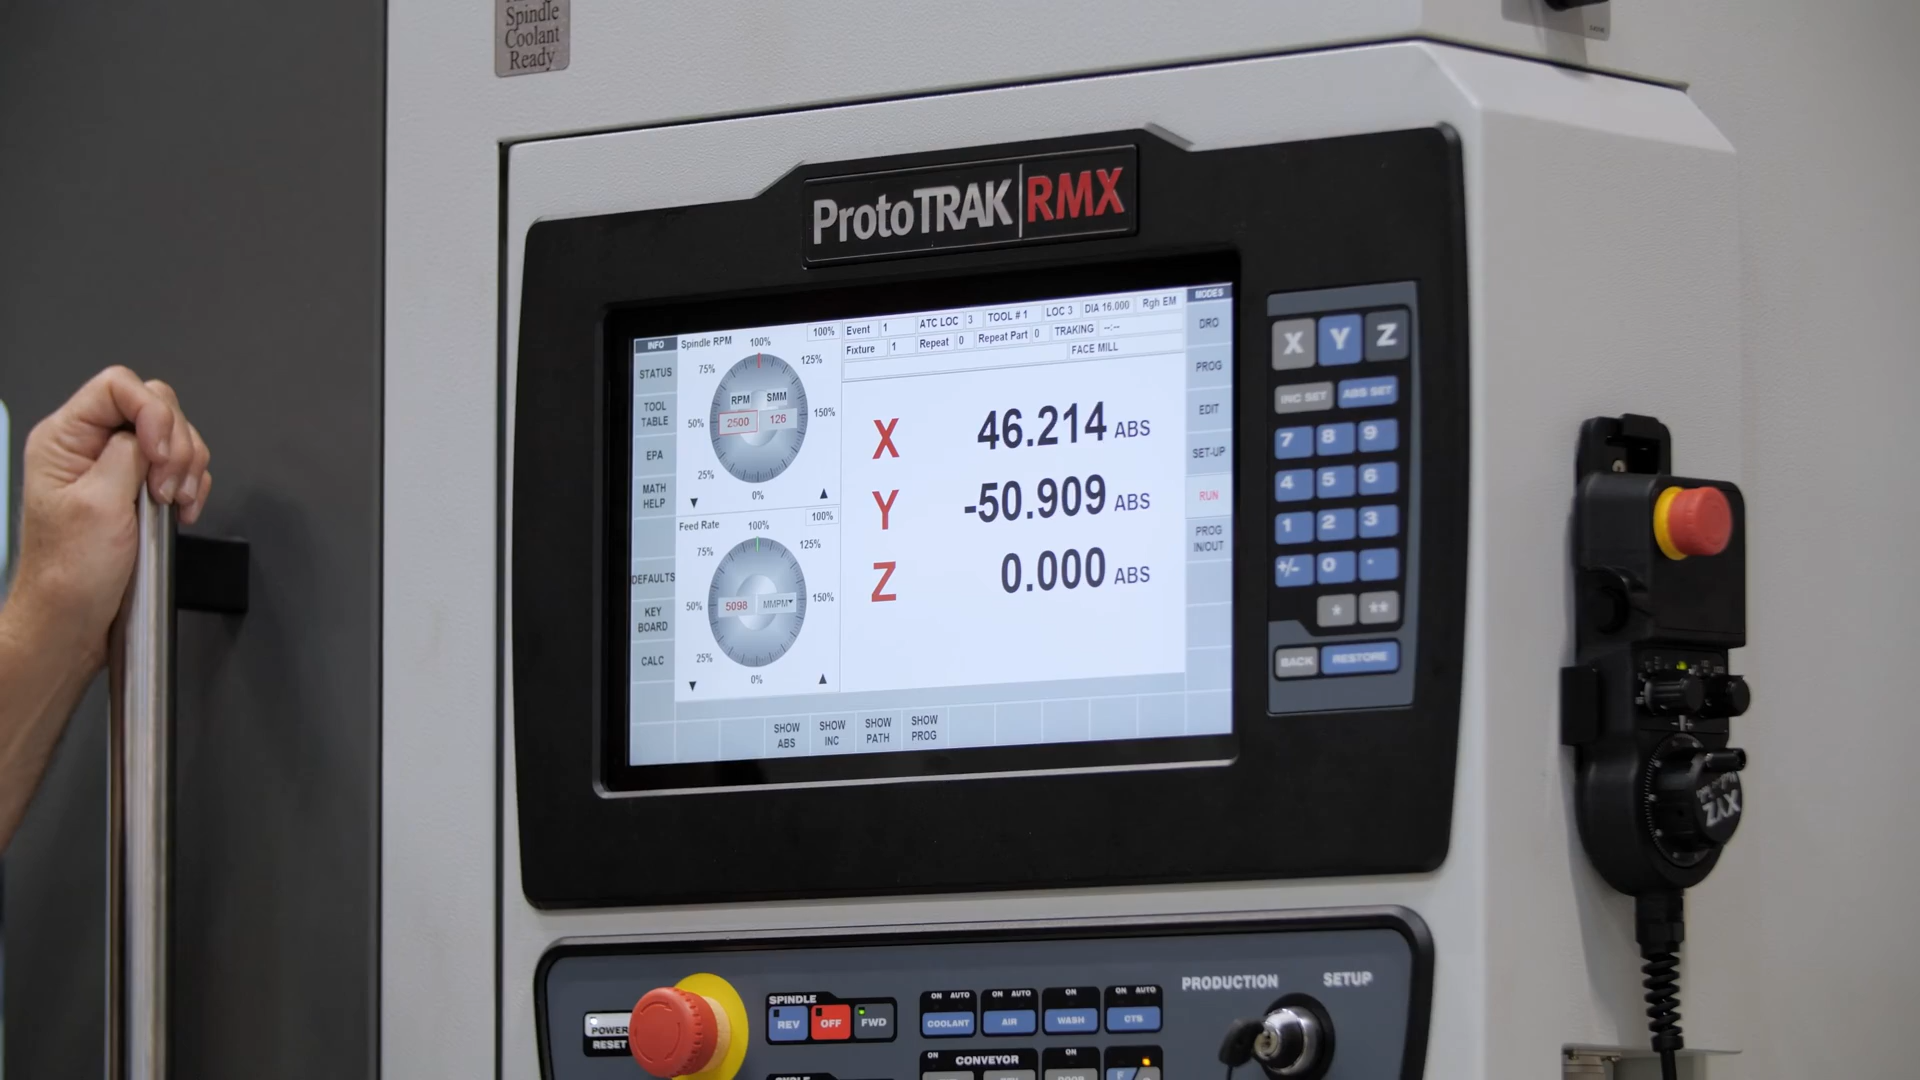 Spindle
Coolant
Ready
ProtoTRAK RMX
INFO
STATUS
TOOL
TABLE
EPA
MATH
HELP
DEFAULTS
KEY
BOARD
CALC
Spindle RPM 100%
100%
75% 125%
RPM SMM
50% 2500 126 150%
25%
0%
Feed Rate 100%
100%
75% 125%
50% 5098 MMPM 150%
25%
0%
Event 1 ATC LOC 3 TOOL # 1 LOC 3 DIA 16.000 Rgh EM
Fixture 1 Repeat 0 Repeat Part 0 TRAKING --:--
FACE MILL
X 46.214 ABS
Y -50.909 ABS
Z 0.000 ABS
SHOW
ABS
SHOW
INC
SHOW
PATH
SHOW
PROG
MODES
DRO
PROG
EDIT
SET-UP
RUN
PROG
IN/OUT
X Y Z
INC SET ABS SET
7 8 9
4 5 6
1 2 3
+/- 0 .
* **
BACK RESTORE
XYZ
POWER
RESET
SPINDLE
REV OFF FWD
ON AUTO
COOLANT
ON AUTO
AIR
ON
WASH
ON AUTO
CTS
ON CONVEYOR
ON
PRODUCTION SETUP